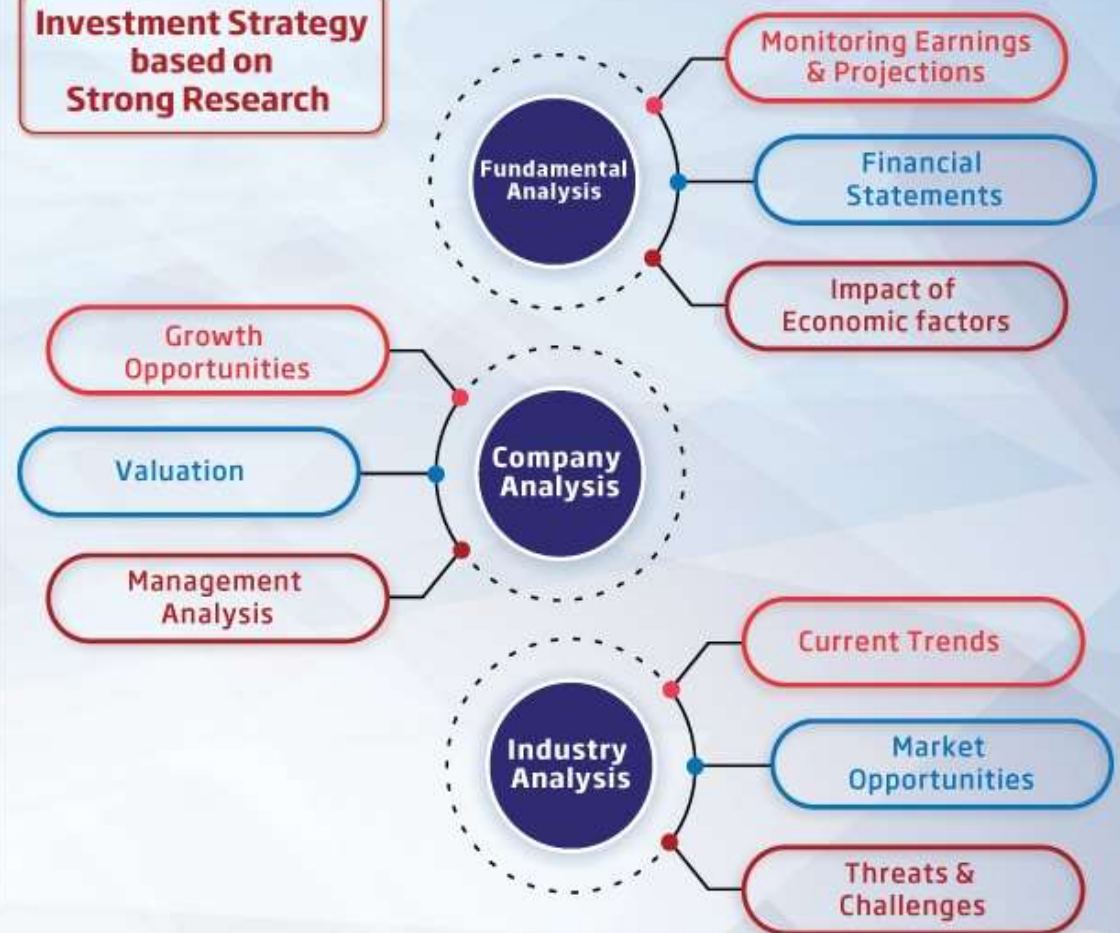 Investment Strategy
based on
Strong Research
Fundamental
Analysis
Monitoring Earnings
& Projections
Financial
Statements
Impact of
Economic factors
Company
Analysis
Growth
Opportunities
Valuation
Management
Analysis
Industry
Analysis
Current Trends
Market
Opportunities
Threats &
Challenges